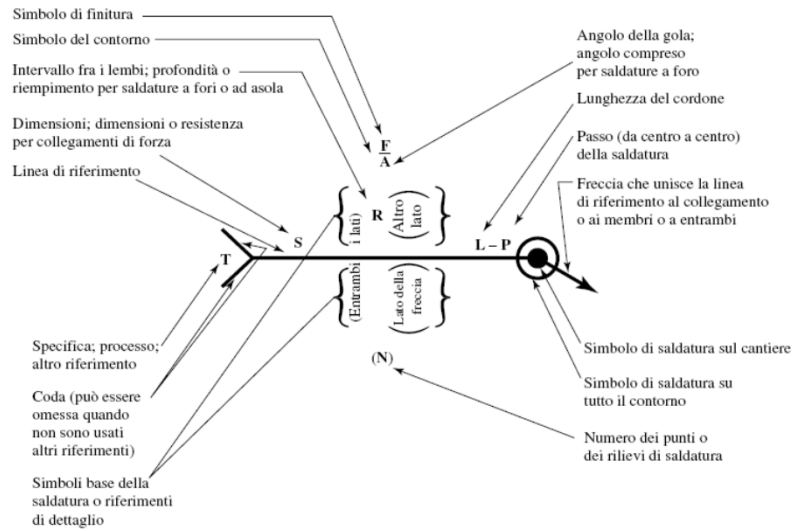 Simbolo di finitura
Simbolo del contorno
Intervallo fra i lembi; profondità o
riempimento per saldature a fori o ad asola
Dimensioni; dimensioni o resistenza
per collegamenti di forza
Linea di riferimento
Angolo della gola;
angolo compreso
per saldature a foro
Lunghezza del cordone
Passo (da centro a centro)
della saldatura
Freccia che unisce la linea
di riferimento al collegamento
o ai membri o a entrambi
F
A
R
(Altro
lato)
S
L – P
T
(Entrambi i lati)
(Lato della
freccia)
(N)
Specifica; processo;
altro riferimento
Coda (può essere
omessa quando
non sono usati
altri riferimenti)
Simboli base della
saldatura o riferimenti
di dettaglio
Simbolo di saldatura sul cantiere
Simbolo di saldatura su
tutto il contorno
Numero dei punti o
dei rilievi di saldatura